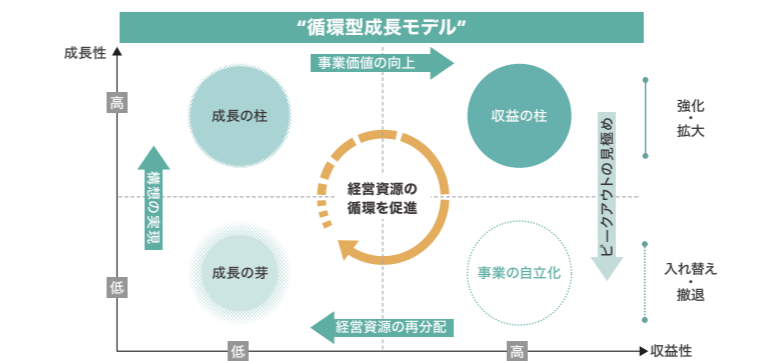 “循環型成長モデル”
成長性
事業価値の向上
高
成長の柱
収益の柱
強化
・
拡大
ピークアウトの見極め
構想の実現
経営資源の
循環を促進
成長の芽
事業の自立化
入れ替え
・
撤退
低
経営資源の再分配
低
高
収益性